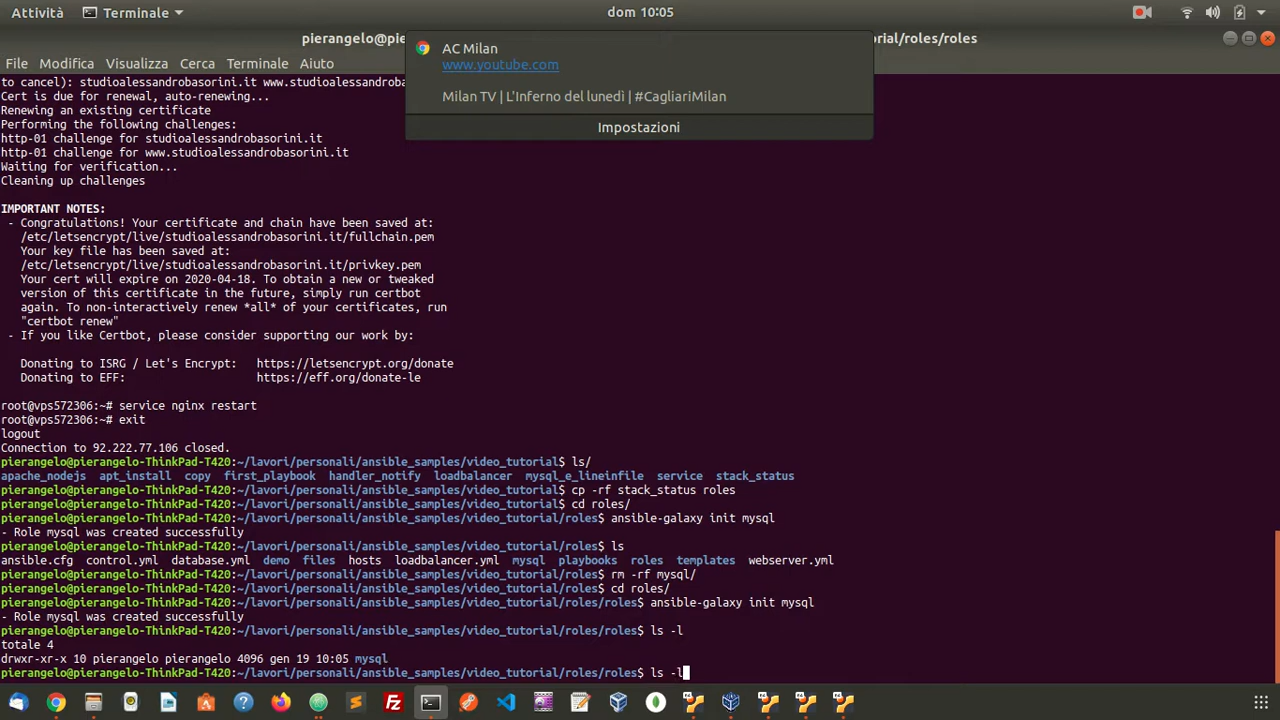 Attività
Terminale
dom 10:05
pierangelo@pie
rial/roles/roles
AC Milan
www.youtube.com
Milan TV | L'Inferno del lunedì | #CagliariMilan
Impostazioni
File Modifica Visualizza Cerca Terminale Aiuto
to cancel): studioalessandrobasorini.it www.studioalessandrobas
Cert is due for renewal, auto-renewing...
Renewing an existing certificate
Performing the following challenges:
http-01 challenge for studioalessandrobasorini.it
http-01 challenge for www.studioalessandrobasorini.it
Waiting for verification...
Cleaning up challenges
IMPORTANT NOTES:
- Congratulations! Your certificate and chain have been saved at:
/etc/letsencrypt/live/studioalessandrobasorini.it/fullchain.pem
Your key file has been saved at:
/etc/letsencrypt/live/studioalessandrobasorini.it/privkey.pem
Your cert will expire on 2020-04-18. To obtain a new or tweaked
version of this certificate in the future, simply run certbot
again. To non-interactively renew *all* of your certificates, run
"certbot renew"
- If you like Certbot, please consider supporting our work by:
Donating to ISRG / Let's Encrypt: https://letsencrypt.org/donate
Donating to EFF: https://eff.org/donate-le
root@vps572306:~# service nginx restart
root@vps572306:~# exit
logout
Connection to 92.222.77.106 closed.
pierangelo@pierangelo-ThinkPad-T420:~/lavori/personali/ansible_samples/video_tutorial$ ls/
apache_nodejs apt_install copy first_playbook handler_notify loadbalancer mysql_e_lineinfile service stack_status
pierangelo@pierangelo-ThinkPad-T420:~/lavori/personali/ansible_samples/video_tutorial$ cp -rf stack_status roles
pierangelo@pierangelo-ThinkPad-T420:~/lavori/personali/ansible_samples/video_tutorial$ cd roles/
pierangelo@pierangelo-ThinkPad-T420:~/lavori/personali/ansible_samples/video_tutorial/roles$ ansible-galaxy init mysql
- Role mysql was created successfully
pierangelo@pierangelo-ThinkPad-T420:~/lavori/personali/ansible_samples/video_tutorial/roles$ ls
ansible.cfg control.yml database.yml demo files hosts loadbalancer.yml mysql playbooks roles templates webserver.yml
pierangelo@pierangelo-ThinkPad-T420:~/lavori/personali/ansible_samples/video_tutorial/roles$ rm -rf mysql/
pierangelo@pierangelo-ThinkPad-T420:~/lavori/personali/ansible_samples/video_tutorial/roles$ cd roles/
pierangelo@pierangelo-ThinkPad-T420:~/lavori/personali/ansible_samples/video_tutorial/roles/roles$ ansible-galaxy init mysql
- Role mysql was created successfully
pierangelo@pierangelo-ThinkPad-T420:~/lavori/personali/ansible_samples/video_tutorial/roles/roles$ ls -l
totale 4
drwxr-xr-x 10 pierangelo pierangelo 4096 gen 19 10:05 mysql
pierangelo@pierangelo-ThinkPad-T420:~/lavori/personali/ansible_samples/video_tutorial/roles/roles$ ls -l